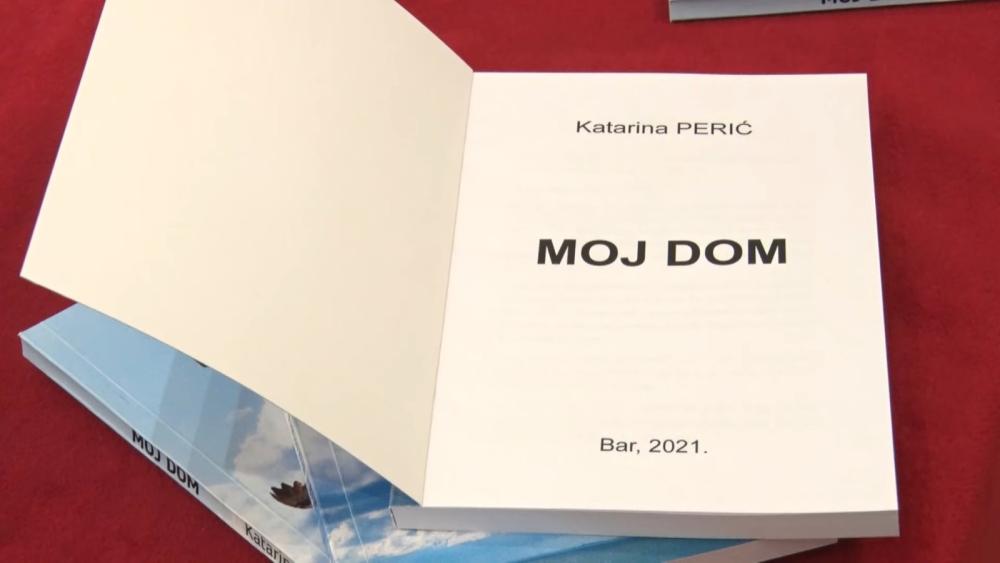 Katarina PERIĆ
MOJ DOM
Bar, 2021.
MOJ DOM